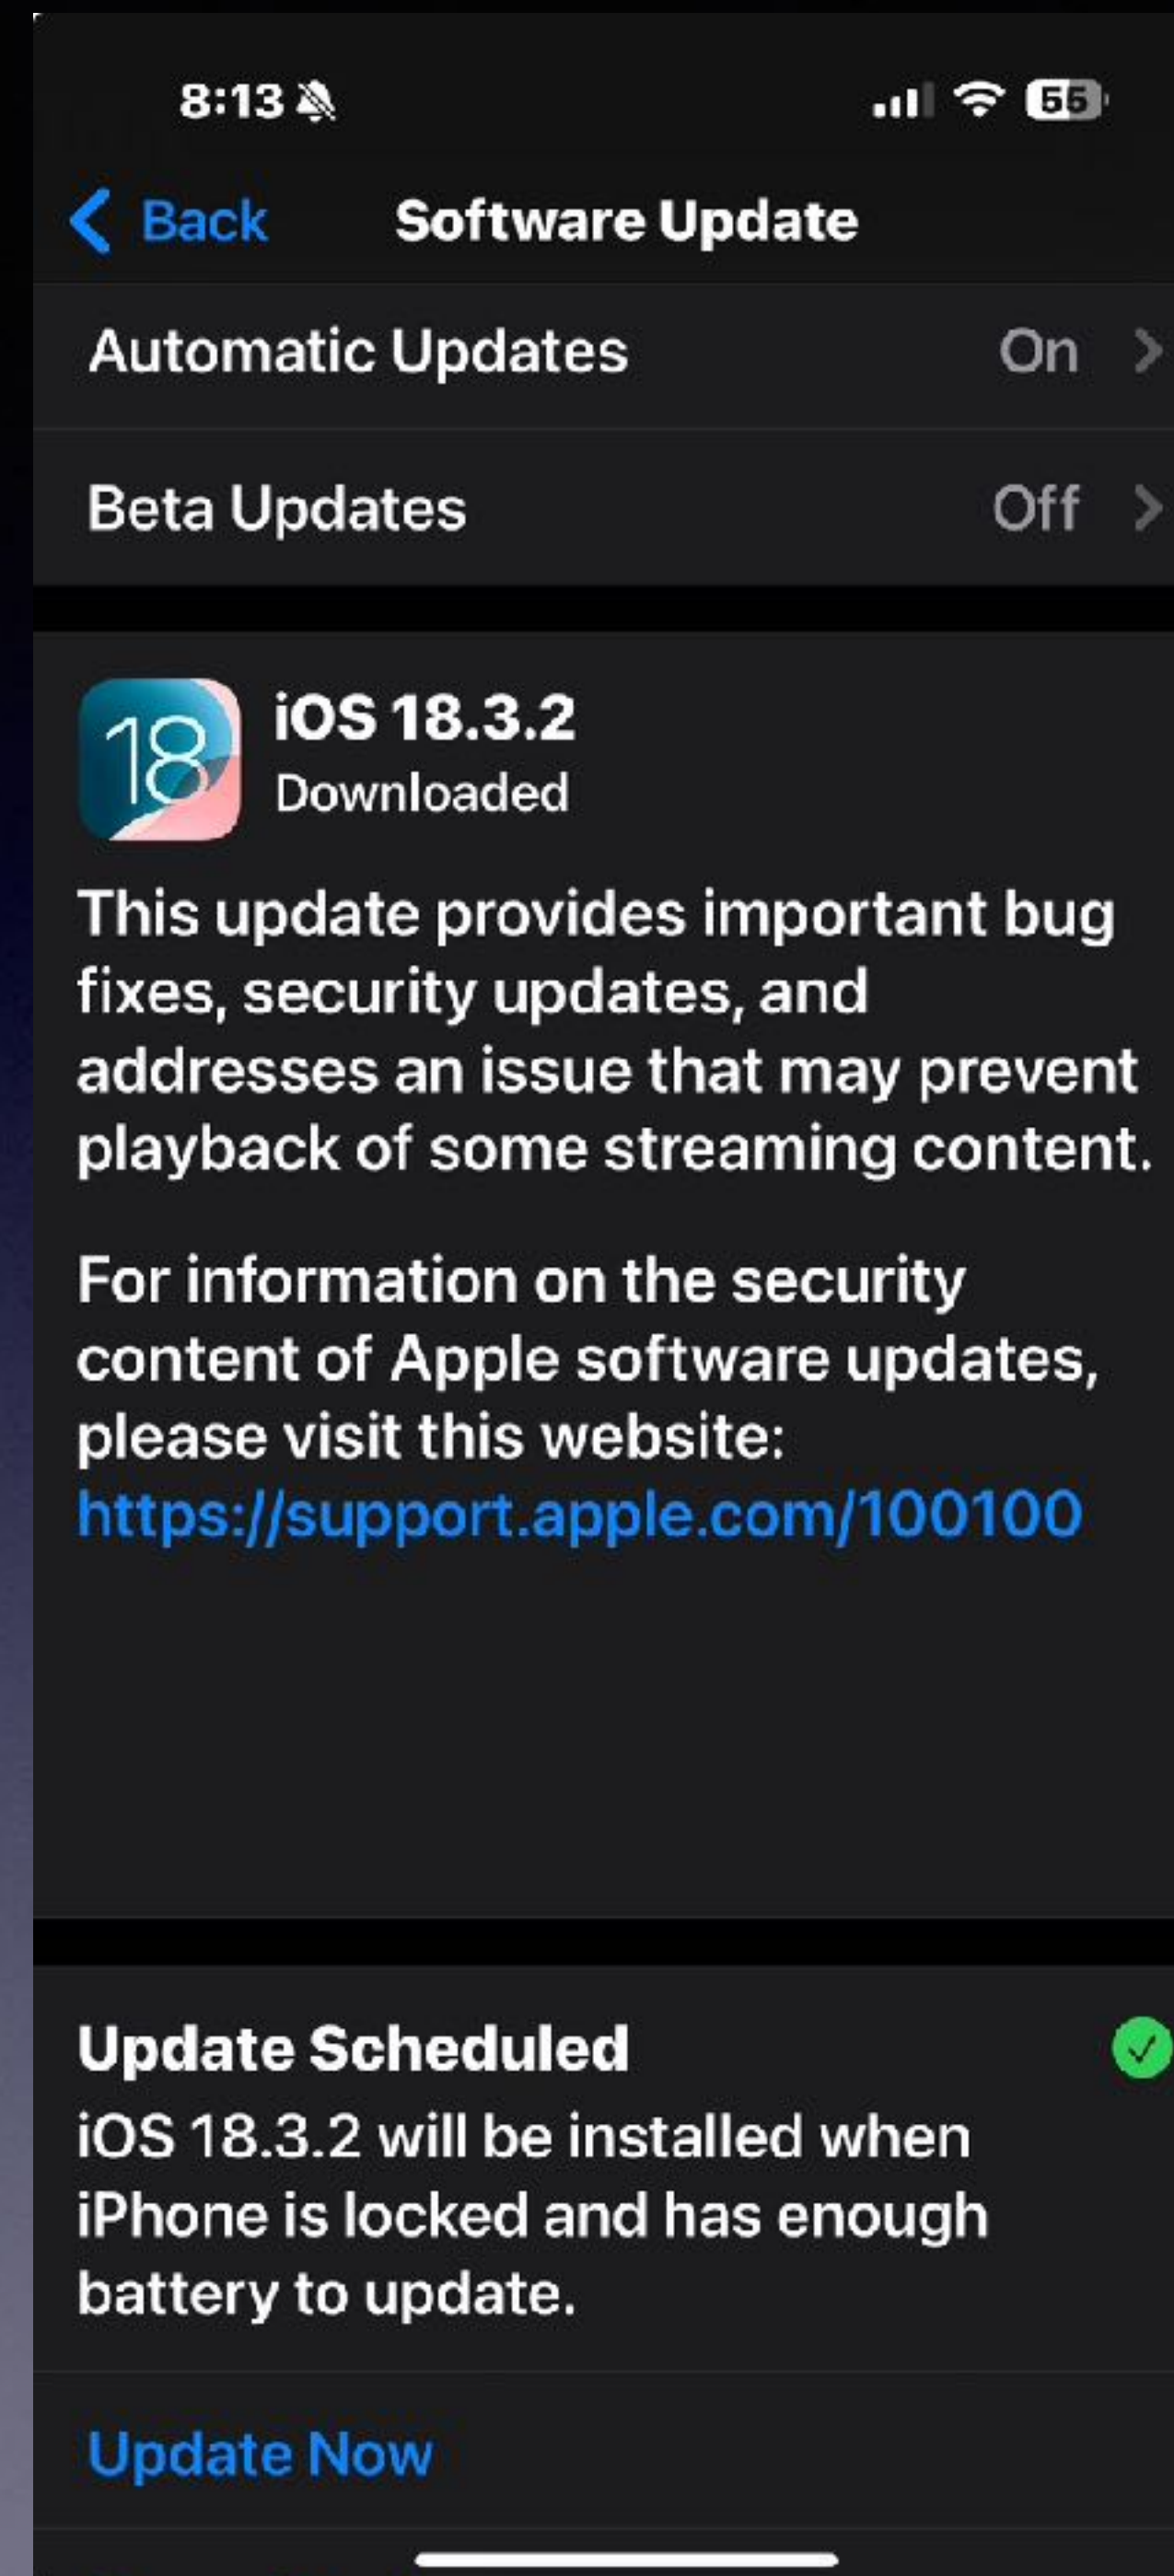 8:13
55
Back Software Update
Automatic Updates On
Beta Updates Off
18
iOS 18.3.2
Downloaded
This update provides important bug
fixes, security updates, and
addresses an issue that may prevent
playback of some streaming content.
For information on the security
content of Apple software updates,
please visit this website:
https://support.apple.com/100100
Update Scheduled
iOS 18.3.2 will be installed when
iPhone is locked and has enough
battery to update.
Update Now